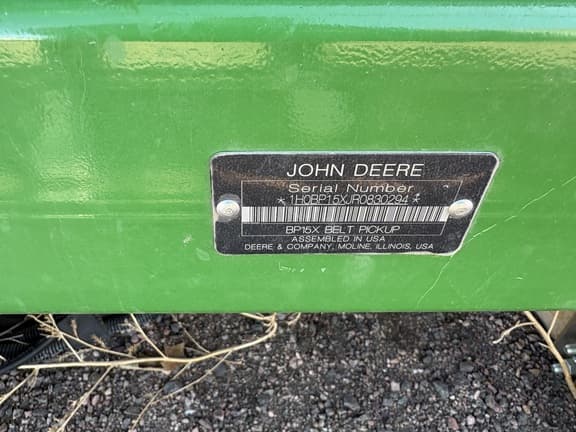 JOHN DEERE
Serial Number
*1H0BP15XJR0830294*
BP15X BELT PICKUP
ASSEMBLED IN USA
DEERE & COMPANY, MOLINE, ILLINOIS, USA